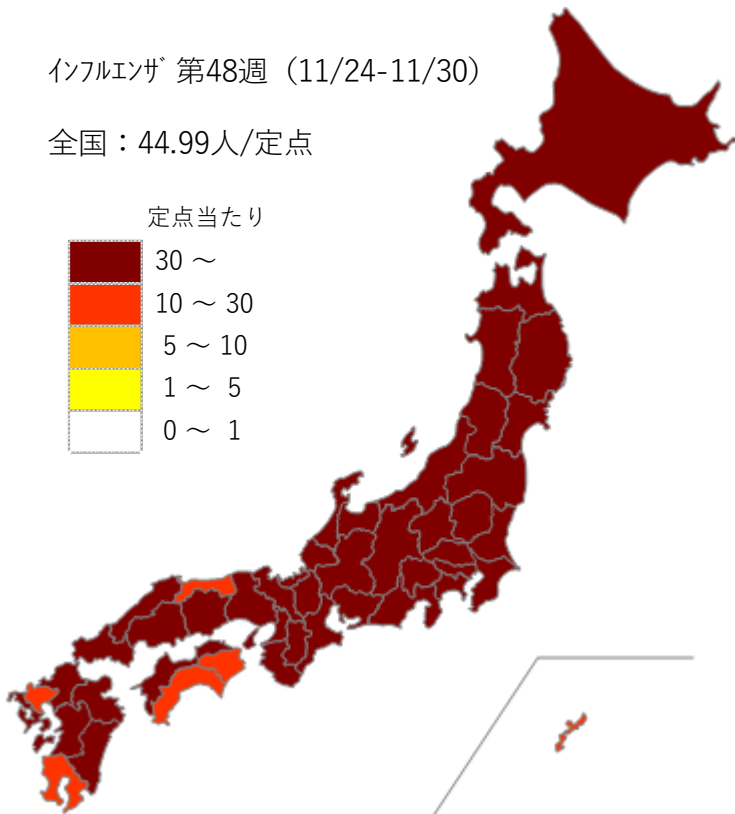 ｲﾝﾌﾙｴﾝｻﾞ 第48週（11/24-11/30）
全国：44.99人/定点
定点当たり
30 ～
10 ～ 30
5 ～ 10
1 ～ 5
0 ～ 1